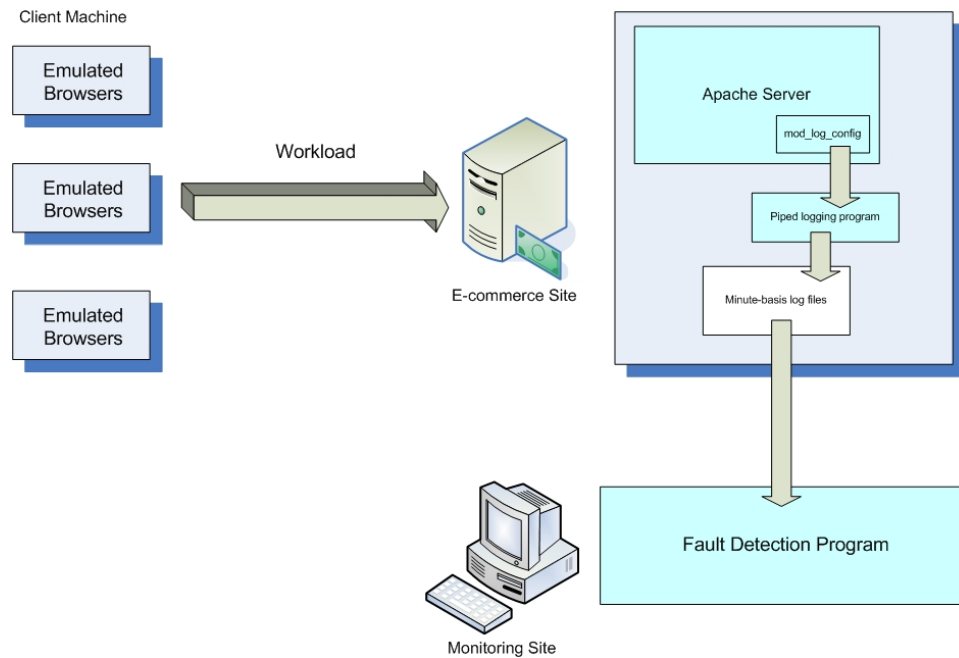 Client Machine
Emulated
Browsers
Emulated
Browsers
Emulated
Browsers
Workload
E-commerce Site
Apache Server
mod_log_config
Piped logging program
Minute-basis log files
Fault Detection Program
Monitoring Site